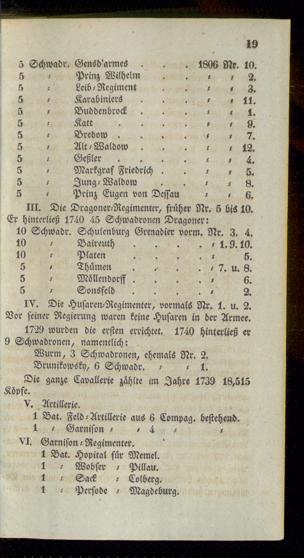 19
5 Schwadr. Gensd'armes . . . 1806 Nr. 10.
5 ⸗ Prinz Wilhelm . . . ⸗ ⸗ 2.
5 ⸗ Leib⸗Regiment . . . ⸗ ⸗ 3.
5 ⸗ Karabiniers . . . ⸗ ⸗ 11.
5 ⸗ Buddenbrock . . . ⸗ ⸗ 1.
5 ⸗ Katt . . . . ⸗ ⸗ 9.
5 ⸗ Bredow . . . . ⸗ ⸗ 7.
5 ⸗ Alt⸗Waldow . . . ⸗ ⸗ 12.
5 ⸗ Geßler . . . . ⸗ ⸗ 4.
5 ⸗ Markgraf Friedrich . . ⸗ ⸗ 5.
5 ⸗ Jung⸗Waldow . . . ⸗ ⸗ 8.
5 ⸗ Prinz Eugen von Dessau ⸗ ⸗ 6.
III. Die Dragoner⸗Regimenter, früher Nr. 5 bis 10.
Er hinterließ 1740 45 Schwadronen Dragoner:
10 Schwadr. Schulenburg Grenadier vorm. Nr. 3. 4.
10 ⸗ Baireuth . . . . ⸗ 1. 9. 10.
10 ⸗ Platen . . . . . ⸗ 5.
5 ⸗ Thümen . . . . ⸗ 7. u. 8.
5 ⸗ Möllendorff . . . . ⸗ 6.
5 ⸗ Sonsfeld . . . . ⸗ 2.
IV. Die Husaren⸗Regimenter, vormals Nr. 1. u. 2.
Vor seiner Regierung waren keine Husaren in der Armee.
1729 wurden die ersten errichtet. 1740 hinterließ er
9 Schwadronen, namentlich:
Wurm, 3 Schwadronen, ehemals Nr. 2.
Brunikowsky, 6 Schwadr. ⸗ ⸗ 1.
Die ganze Cavallerie zählte im Jahre 1739 18,515
Köpfe.
V. Artillerie.
1 Bat. Feld⸗Artillerie aus 6 Compag. bestehend.
1 ⸗ Garnison ⸗ ⸗ 4 ⸗ ⸗
VI. Garnison⸗Regimenter.
1 Bat. Hopital für Memel.
1 ⸗ Wobser ⸗ Pillau.
1 ⸗ Sack ⸗ Colberg.
1 ⸗ Persode ⸗ Magdeburg.